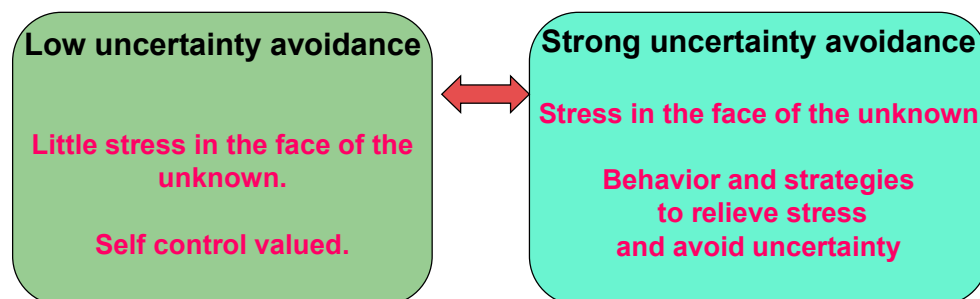 Low uncertainty avoidance
Little stress in the face of the
unknown.
Self control valued.
Strong uncertainty avoidance
Stress in the face of the unknown
Behavior and strategies
to relieve stress
and avoid uncertainty